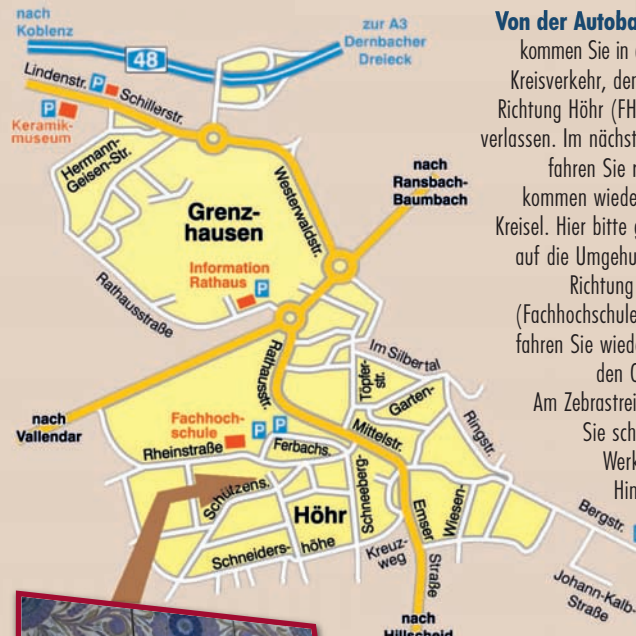 nach
Koblenz
48
zur A3
Dernbacher
Dreieck
Lindenstr.
P
Schillerstr.
P
Keramik-
museum
Hermann-
Geisen-Str.
Westerwaldstr.
nach
Ransbach-
Baumbach
Grenz-
hausen
Information
Rathaus
P
Rathausstraße
Rathausstr.
Im Silbertal
Töpfer-
str.
Garten-
Ringstr.
nach
Vallendar
Fachhoch-
schule
P
P
Mittelstr.
Rheinstraße
Ferbachs.
Schützens.
Höhr
Schneeberg-
Emser
Straße
Wiesen-
Schneiders-
höhe
Kreuz-
weg
Bergstr.
Johann-Kalb-
Straße
nach
Hillscheid
Von der Autoba
kommen Sie in
Kreisverkehr, der
Richtung Höhr (FH
verlassen. Im nächst
fahren Sie
kommen wiede
Kreisel. Hier bitte
auf die Umgehu
Richtung
(Fachhochschule
fahren Sie wiede
den
Am Zebrastrei
Sie sch
Werk
Hin